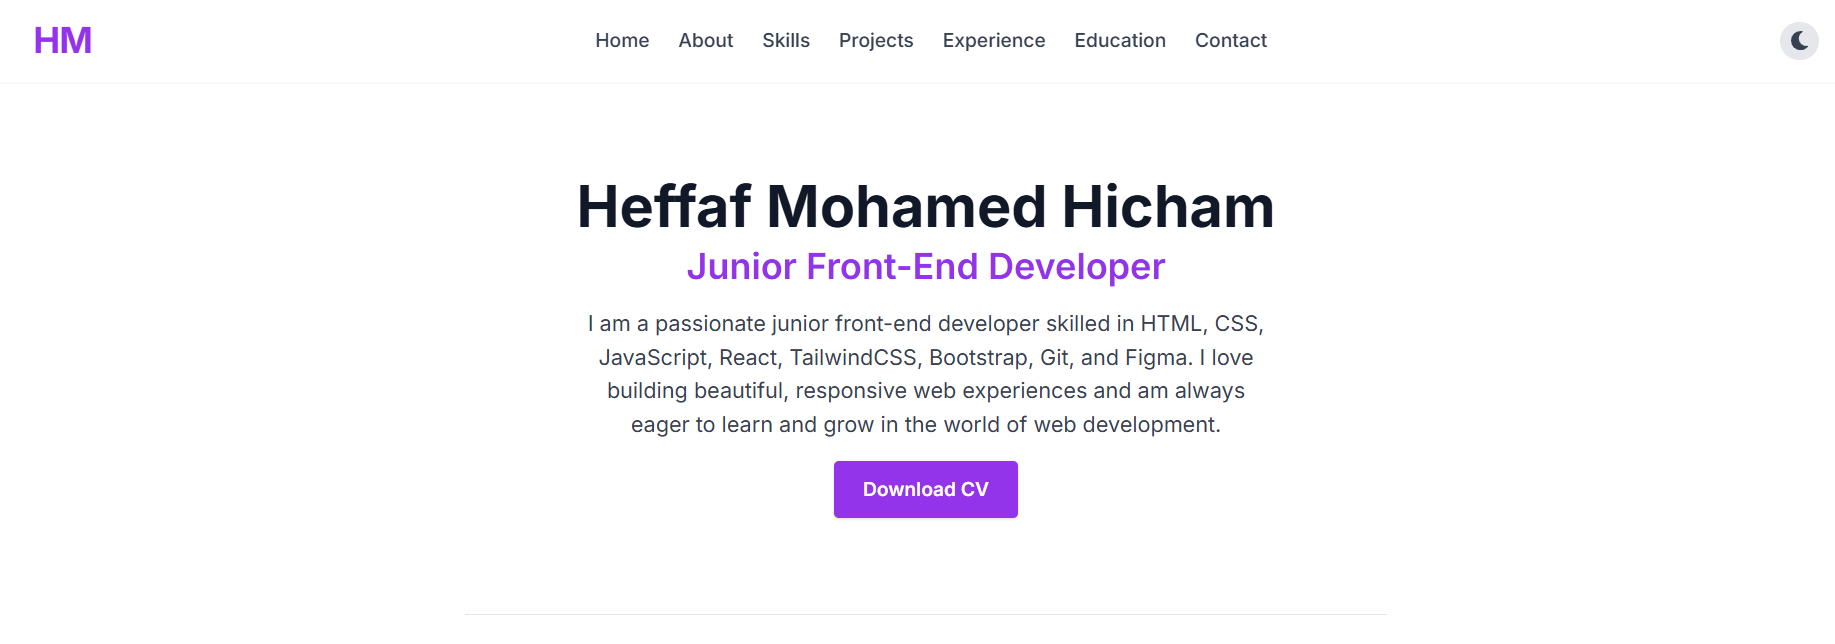 HM
Home About Skills Projects Experience Education Contact
Heffaf Mohamed Hicham
Junior Front-End Developer
I am a passionate junior front-end developer skilled in HTML, CSS,
JavaScript, React, TailwindCSS, Bootstrap, Git, and Figma. I love
building beautiful, responsive web experiences and am always
eager to learn and grow in the world of web development.
Download CV